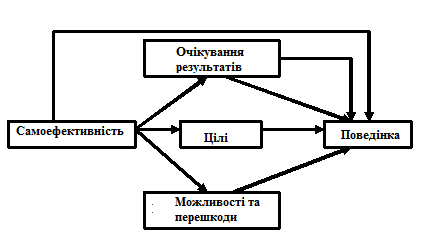 Очікування
результатів
Самоефективність
Цілі
Поведінка
Можливості та
перешкоди